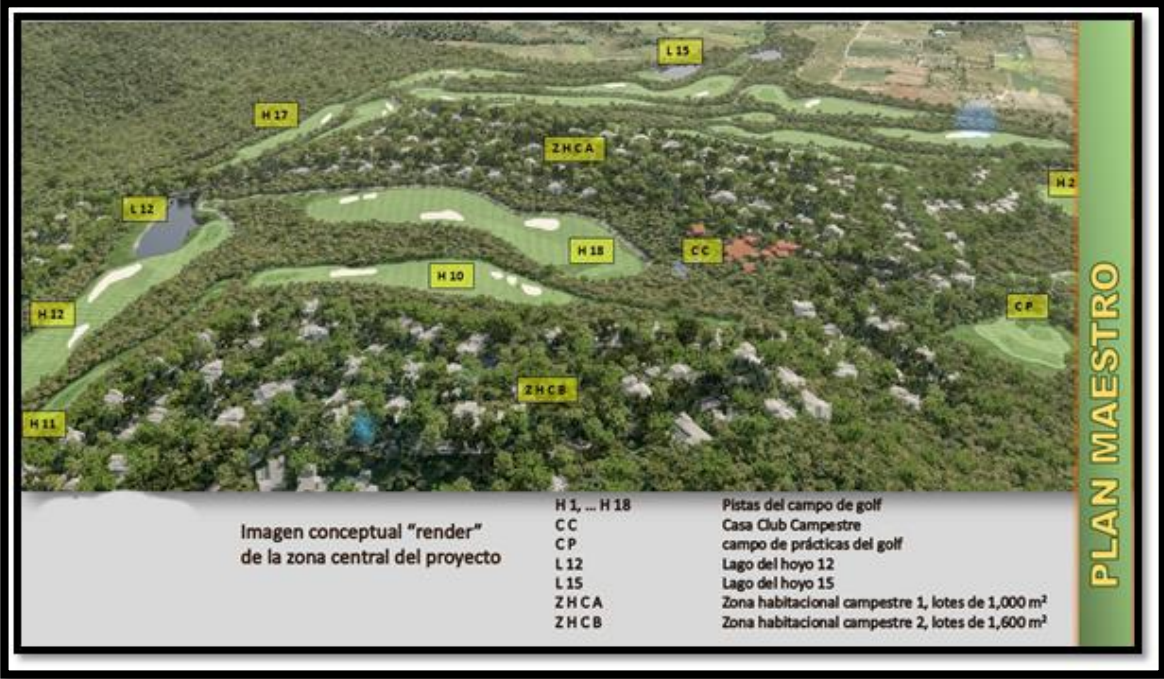 L 15
H 17
Z H C A
H 2
L 12
H 18
C C
H 10
C P
H 12
Z H C B
H 11
PLAN MAESTRO
Imagen conceptual “render”
de la zona central del proyecto
H 1, ... H 18 Pistas del campo de golf
C C Casa Club Campestre
C P campo de prácticas del golf
L 12 Lago del hoyo 12
L 15 Lago del hoyo 15
Z H C A Zona habitacional campestre 1, lotes de 1,000 m²
Z H C B Zona habitacional campestre 2, lotes de 1,600 m²